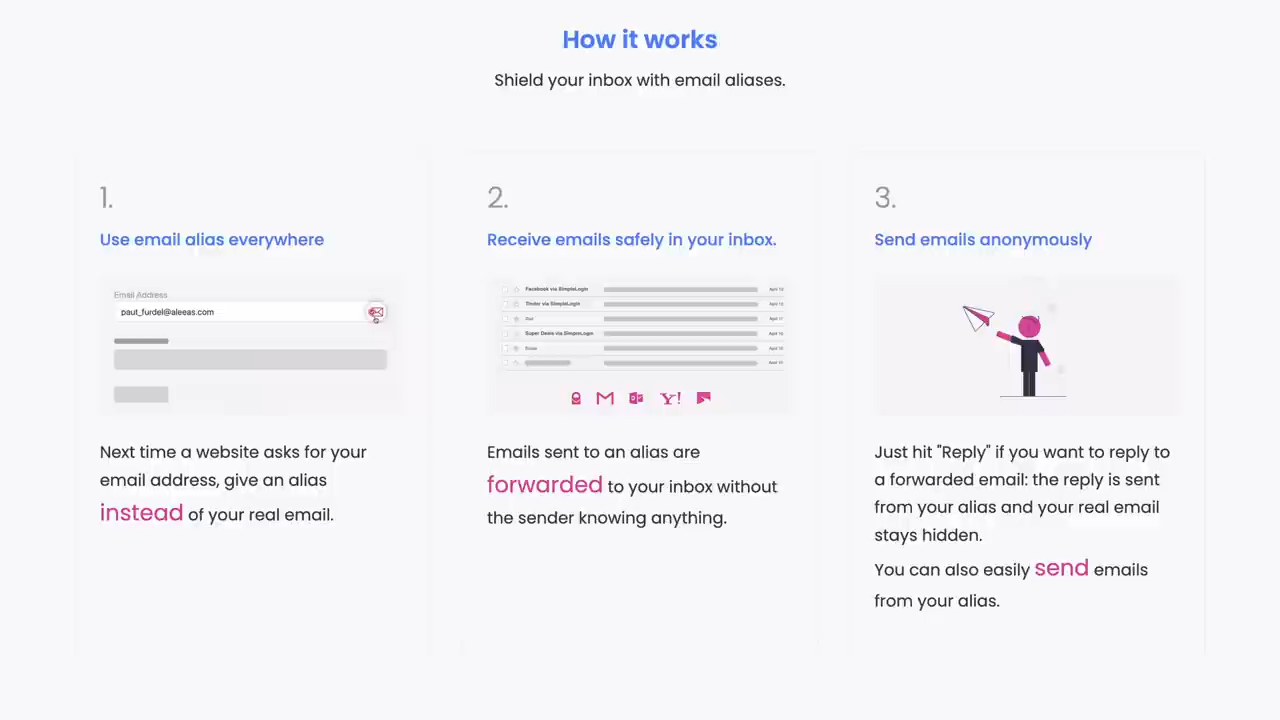 How it works
Shield your inbox with email aliases.
1.
Use email alias everywhere
Email Address
paut_furdel@aleeas.com
Next time a website asks for your
email address, give an alias
instead of your real email.
2.
Receive emails safely in your inbox.
Facebook via SimpleLogin
Tinder via SimpleLogin
Paul
Super Deals via SimpleLogin
Emails sent to an alias are
forwarded to your inbox without
the sender knowing anything.
3.
Send emails anonymously
Just hit "Reply" if you want to reply to
a forwarded email: the reply is sent
from your alias and your real email
stays hidden.
You can also easily send emails
from your alias.